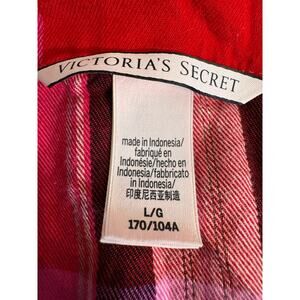 VICTORIA'S SECRET
made in Indonesia/
fabriqué en
Indonésie/hecho en
Indonesia/fabbricato
in Indonesia/
印度尼西亚制造
L/G
170/104A